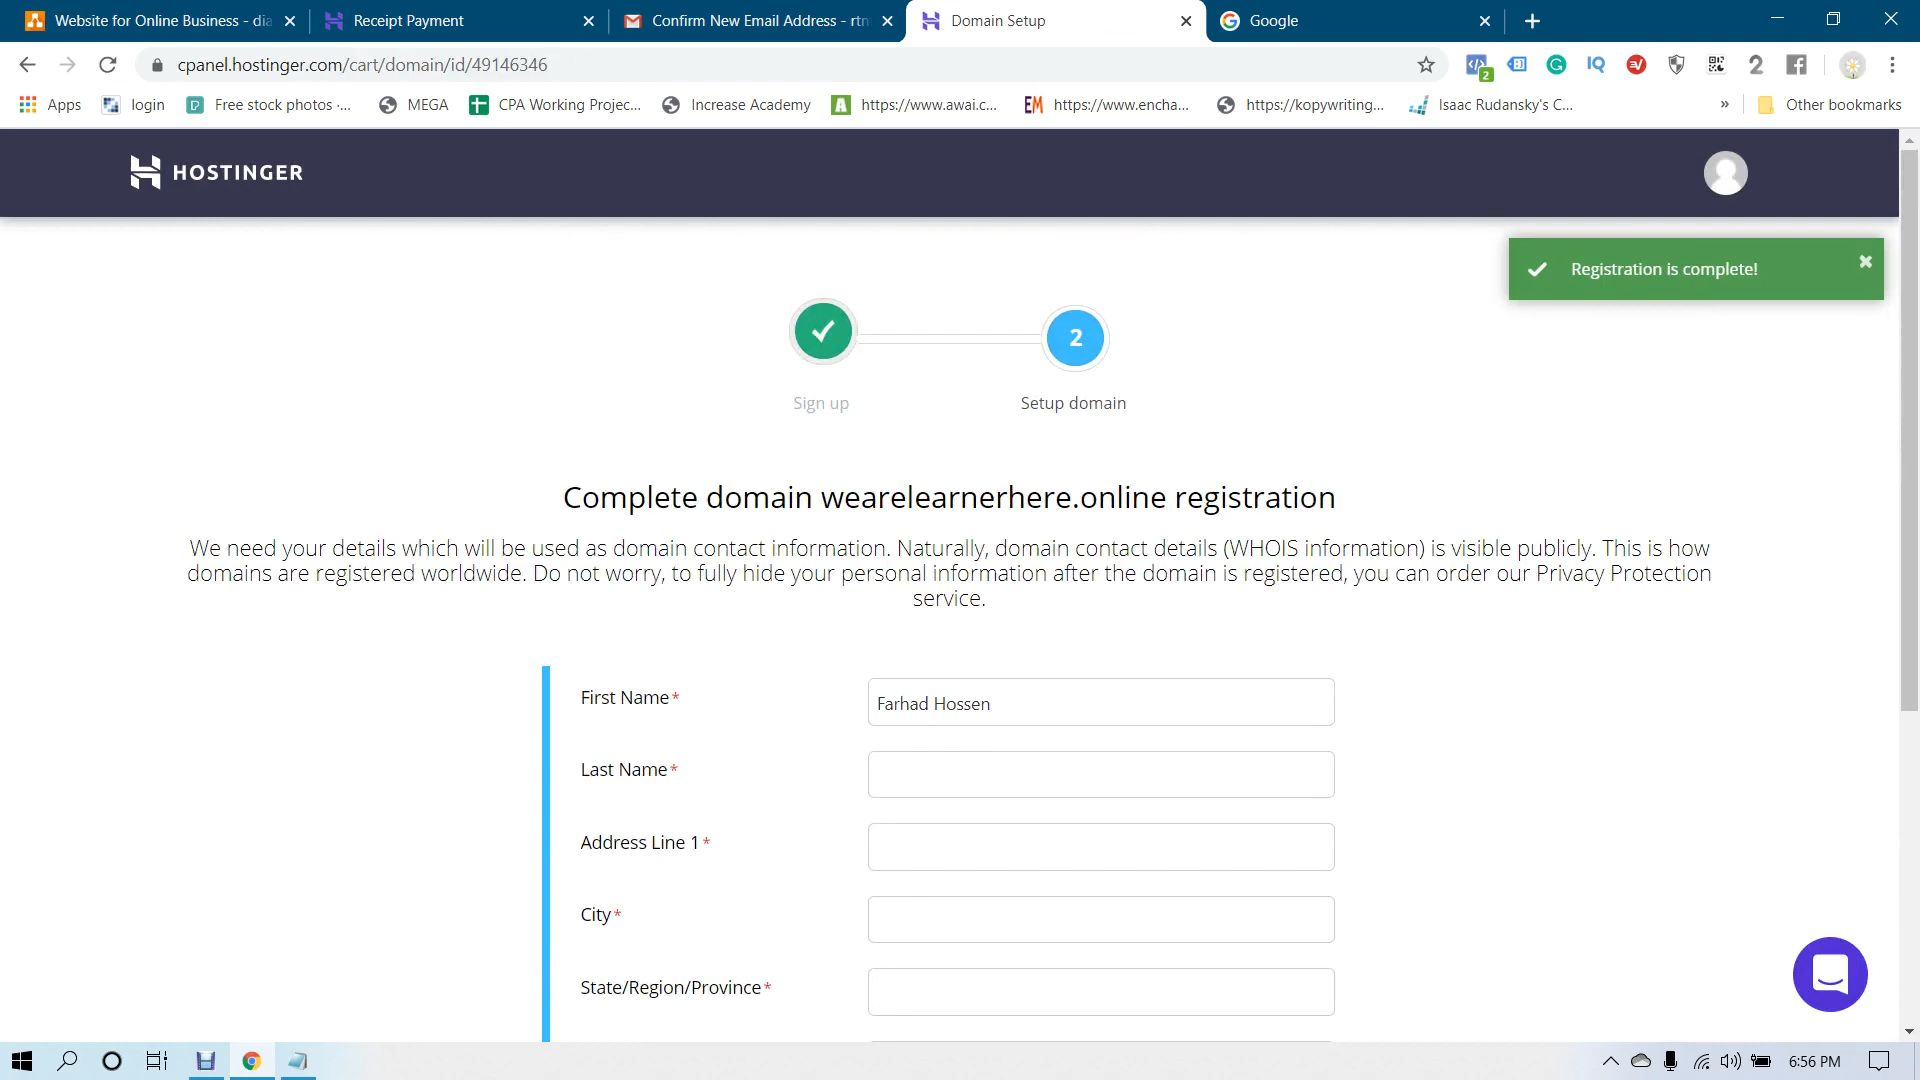 Website for Online Business - dia
Receipt Payment
Confirm New Email Address - rtn
Domain Setup
Google
cpanel.hostinger.com/cart/domain/id/49146346
2
IQ
2
Apps
login
Free stock photos ·...
MEGA
CPA Working Projec...
Increase Academy
https://www.awai.c...
EM
https://www.encha...
https://kopywriting...
Isaac Rudansky's C...
»
Other bookmarks
HOSTINGER
Registration is complete!
2
Sign up
Setup domain
Complete domain wearelearnerhere.online registration
We need your details which will be used as domain contact information. Naturally, domain contact details (WHOIS information) is visible publicly. This is how
domains are registered worldwide. Do not worry, to fully hide your personal information after the domain is registered, you can order our Privacy Protection
service.
First Name*
Farhad Hossen
Last Name*
Address Line 1*
City*
State/Region/Province*
6:56 PM